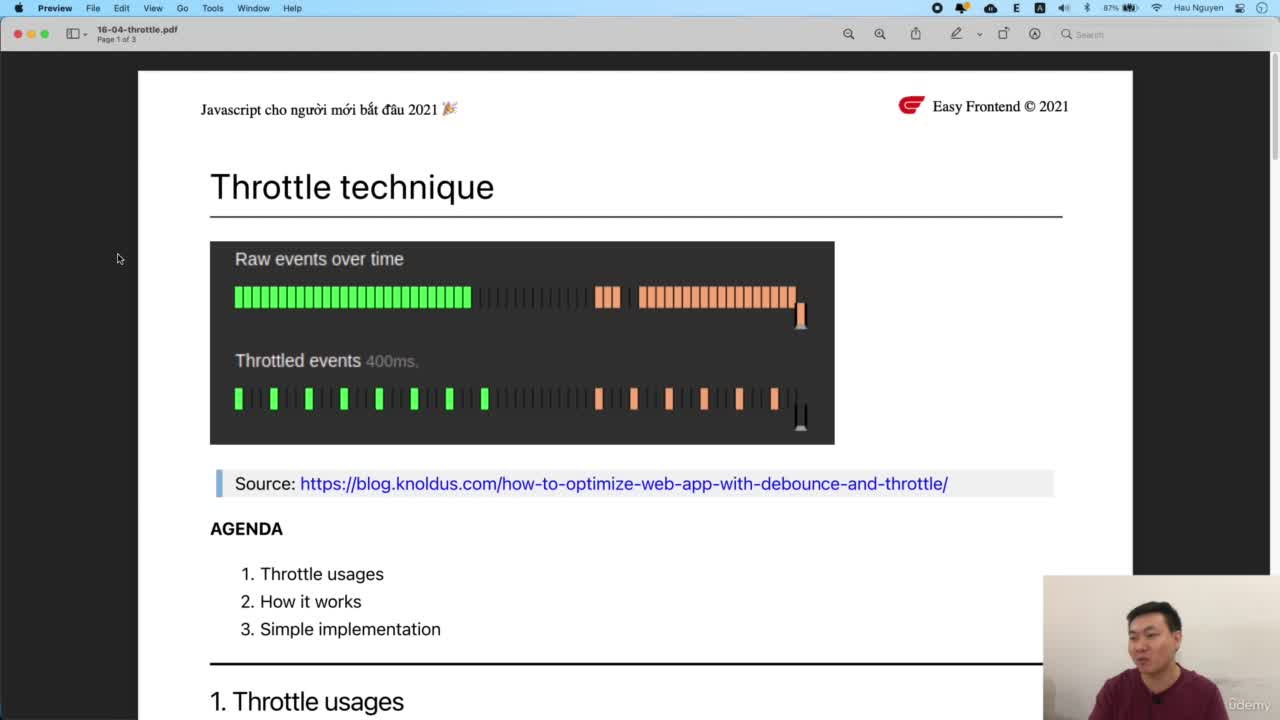 Preview File Edit View Go Tools Window Help 87% Hau Nguyen
16-04-throttle.pdf
Page 1 of 3
Search
Javascript cho người mới bắt đầu 2021 🎉
Easy Frontend © 2021
Throttle technique
Raw events over time
Throttled events 400ms.
Source: https://blog.knoldus.com/how-to-optimize-web-app-with-debounce-and-throttle/
AGENDA
1. Throttle usages
2. How it works
3. Simple implementation
1. Throttle usages
udemy